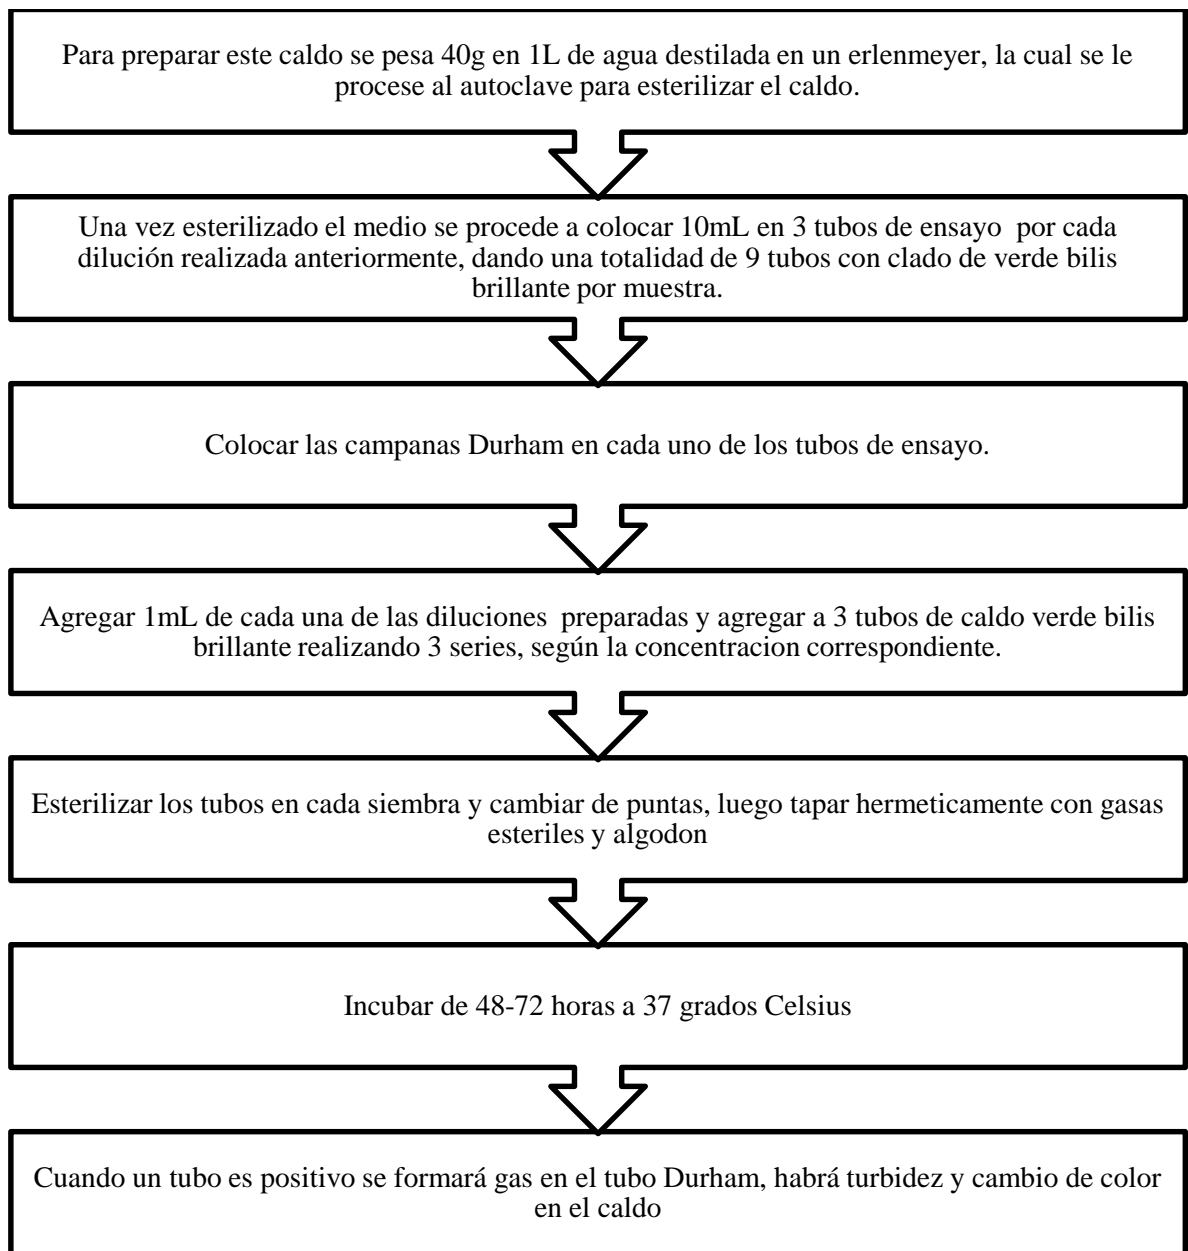 Para preparar este caldo se pesa 40g en 1L de agua destilada en un erlenmeyer, la cual se le
procese al autoclave para esterilizar el caldo.
Una vez esterilizado el medio se procede a colocar 10mL en 3 tubos de ensayo  por cada
dilución realizada anteriormente, dando una totalidad de 9 tubos con clado de verde bilis
brillante por muestra.
Colocar las campanas Durham en cada uno de los tubos de ensayo.
Agregar 1mL de cada una de las diluciones  preparadas y agregar a 3 tubos de caldo verde bilis
brillante realizando 3 series, según la concentracion correspondiente.
Esterilizar los tubos en cada siembra y cambiar de puntas, luego tapar hermeticamente con gasas
esteriles y algodon
Incubar de 48-72 horas a 37 grados Celsius
Cuando un tubo es positivo se formará gas en el tubo Durham, habrá turbidez y cambio de color
en el caldo